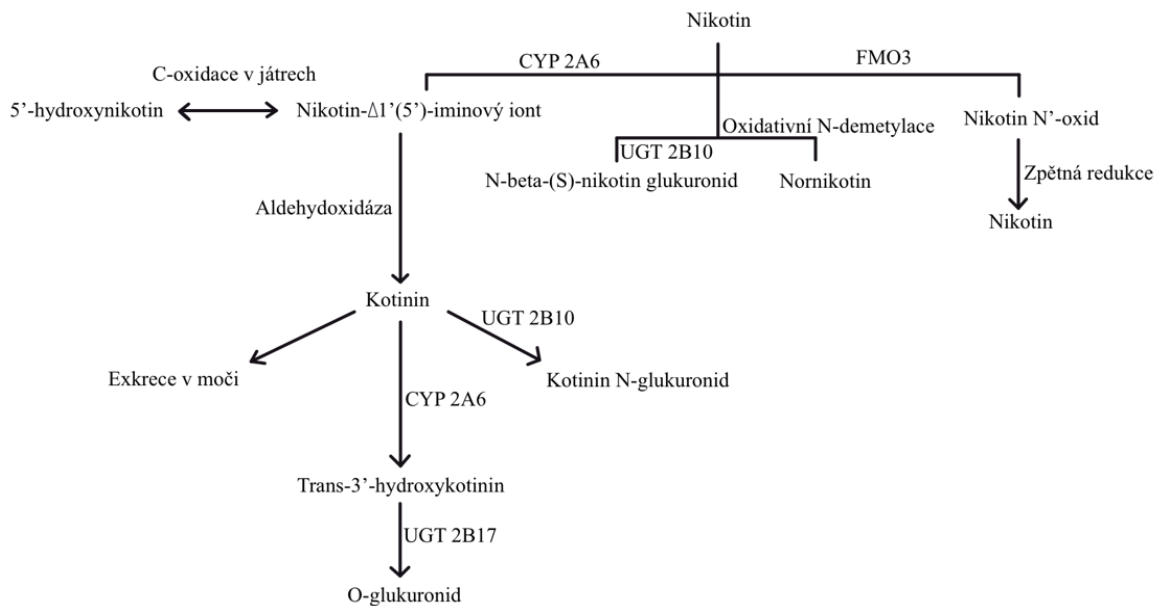 Nikotin
CYP 2A6
FMO3
C-oxidace v játrech
5’-hydroxynikotin
Nikotin-Δ1’(5’)-iminový iont
Nikotin N’-oxid
Oxidativní N-demetylace
UGT 2B10
N-beta-(S)-nikotin glukuronid
Nornikotin
Zpětná redukce
Nikotin
Aldehydoxidáza
Kotinin
UGT 2B10
Exkrece v moči
Kotinin N-glukuronid
CYP 2A6
Trans-3’-hydroxykotinin
UGT 2B17
O-glukuronid